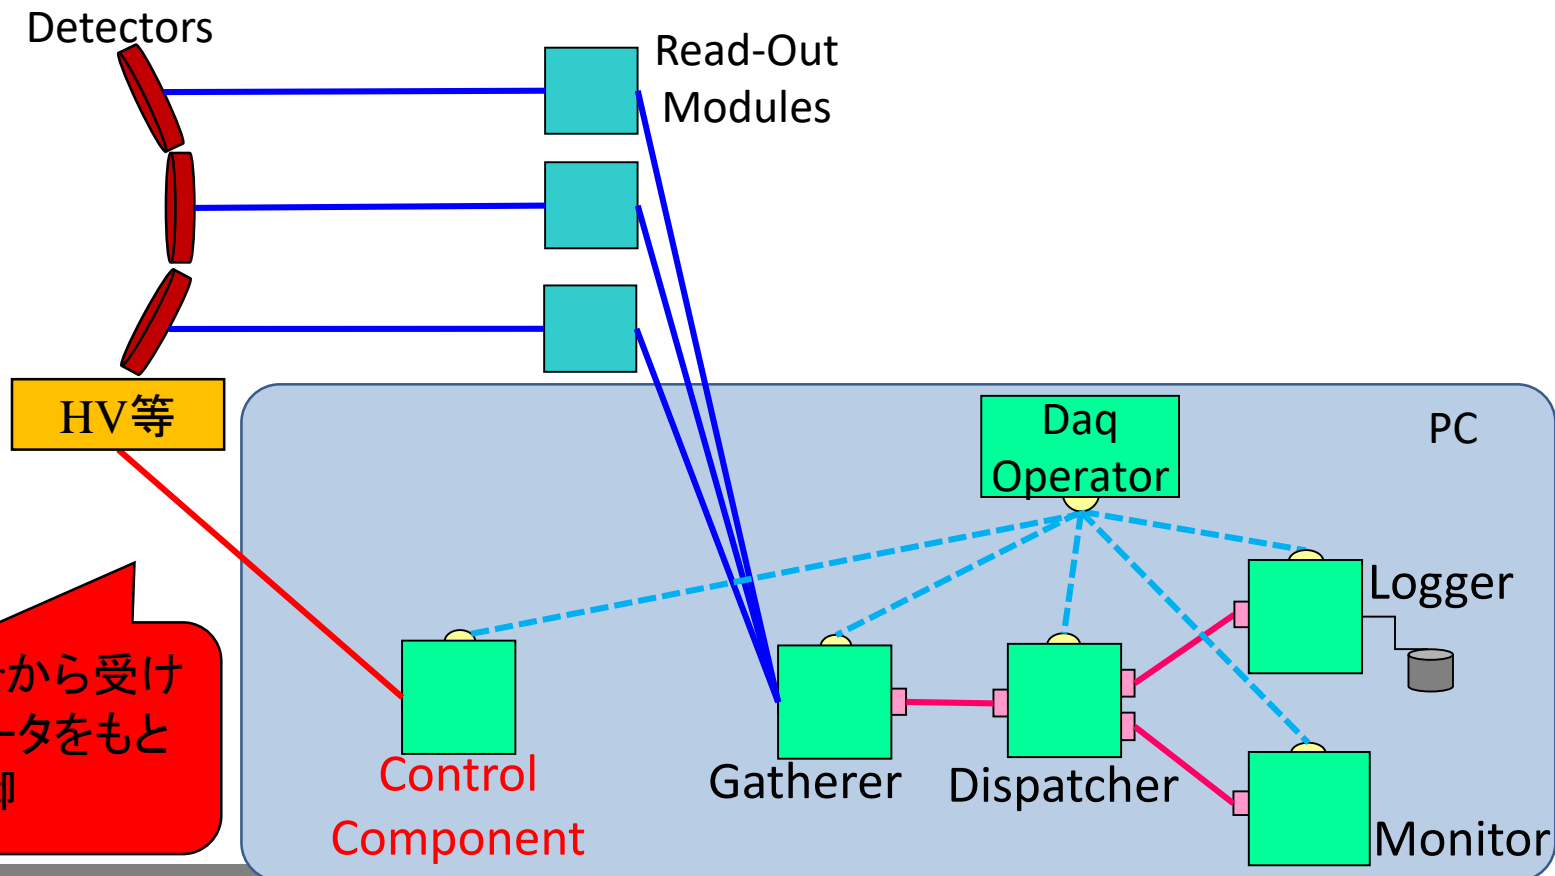 Detectors
Read-Out
Modules
HV等
Daq
Operator
PC
Logger
から受け
ータをもと
Control
Component
Gatherer
Dispatcher
Monitor